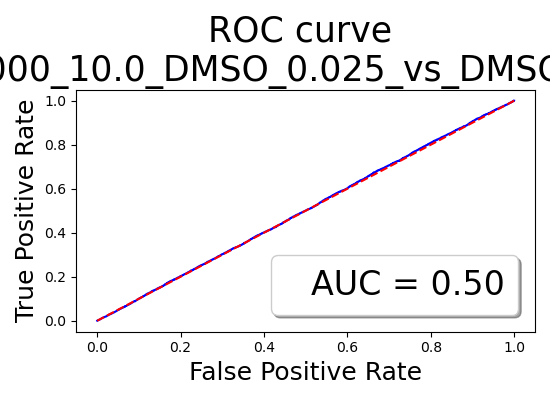 ROC curve
000_10.0_DMSO_0.025_vs_DMSO
1.0
0.8
0.6
0.4
0.2
0.0
True Positive Rate
AUC = 0.50
0.0 0.2 0.4 0.6 0.8 1.0
False Positive Rate